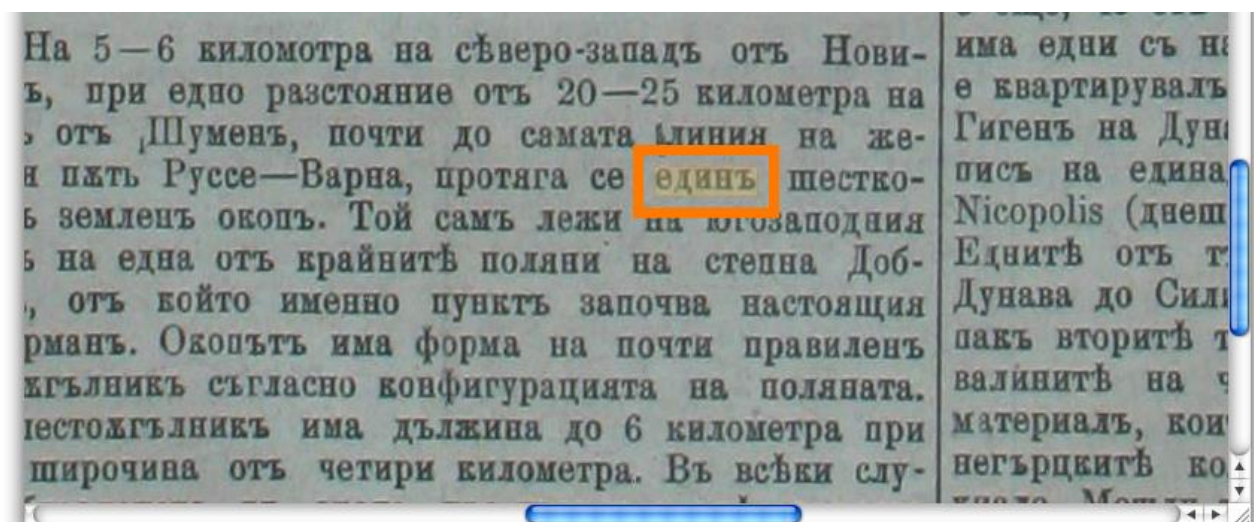 На 5—6 километра на сѣверо-западъ отъ Нови-
ъ, при едно разстояние отъ 20—25 километра на
отъ Шуменъ, почти до самата линия на же-
пѫть Руссе—Варна, протяга се единъ шестко-
ъ земленъ окопъ. Той самъ лежи на югозаподния
на една отъ крайнитѣ поляни на степна Доб-
, отъ който именно пунктъ започва настоящия
рманъ. Окопътъ има форма на почти правиленъ
ѫгълникъ съгласно конфигурацията на поляната.
естоѫгълникъ има дължина до 6 километра при
широчина отъ четири километра. Въ всѣки слу-
има едни съ
е квартирувалъ
Гигенъ на Дун
писъ на едина
Nicopolis (днеш
Еднитѣ отъ т
Дунава до Сил
пакъ вторитѣ
валинитѣ на
материалъ, кои
негърцкитѣ ко